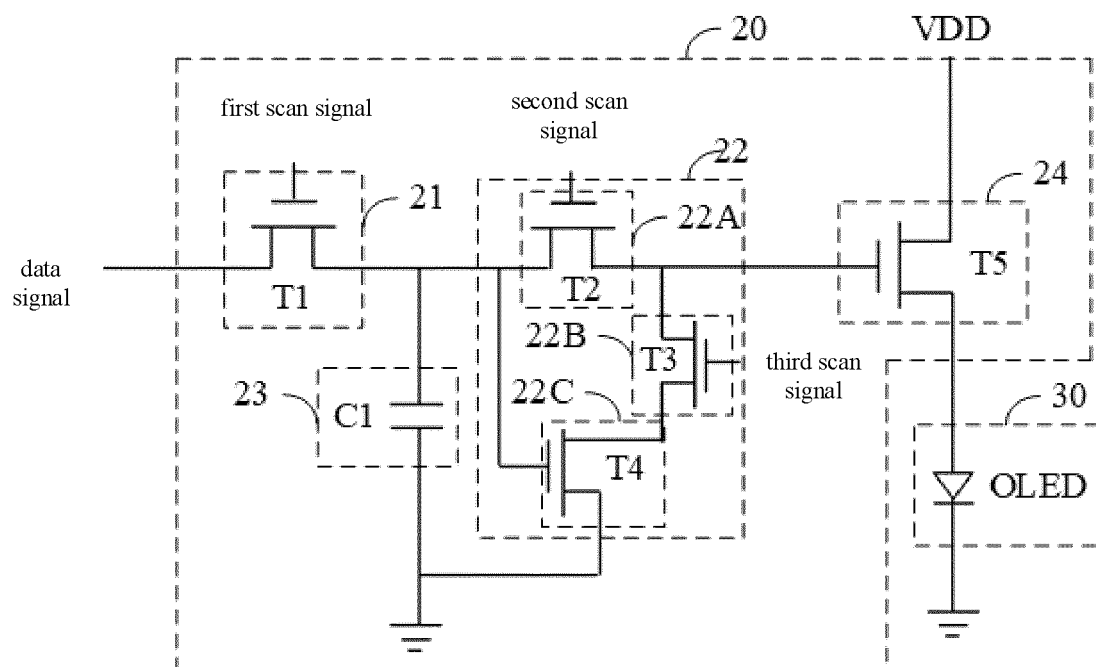 20
VDD
first scan signal
second scan
signal
22
21
22A
24
data
signal
T1
T2
T5
22B
T3
third scan
signal
23
C1
22C
T4
30
OLED